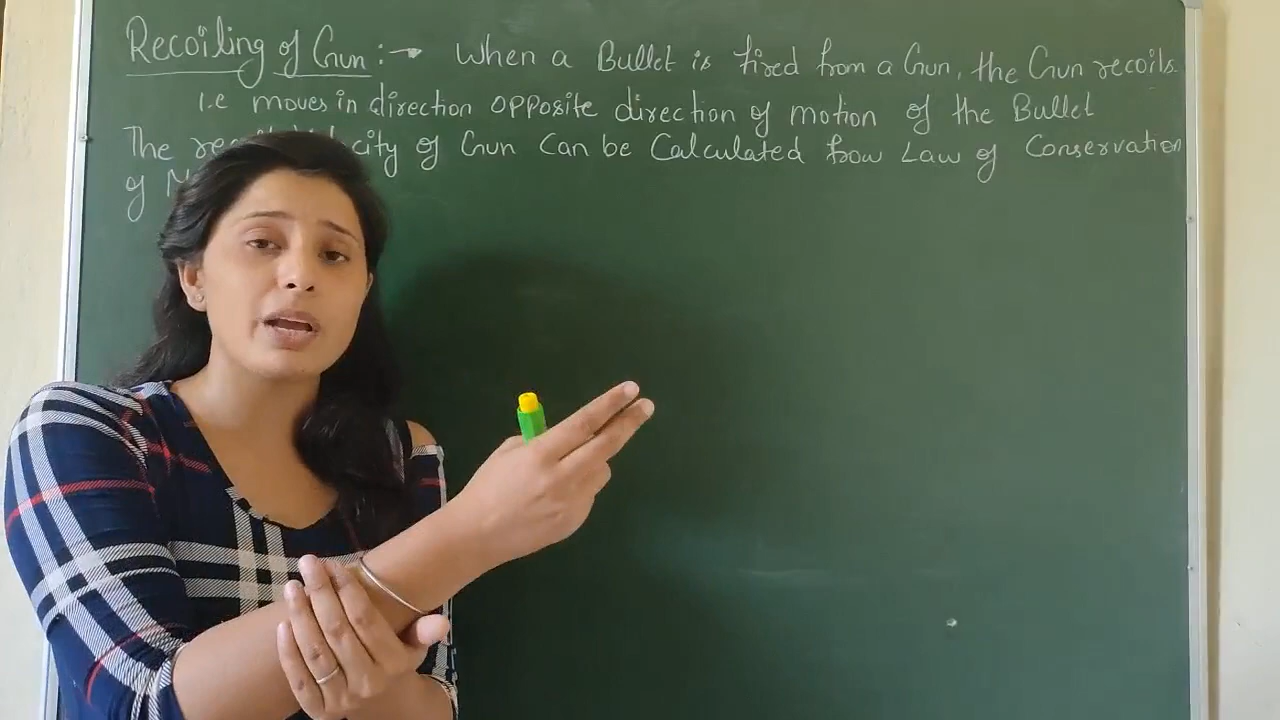 Recoiling of Gun :→ When a Bullet is fired from a Gun, the Gun recoils
i.e moves in direction opposite direction of motion of the Bullet
The of Gun Can be Calculated from Law of Conservation
of